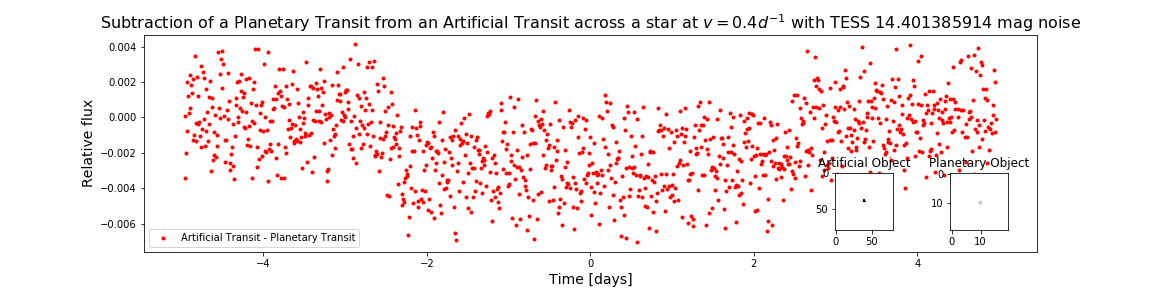 Subtraction of a Planetary Transit from an Artificial Transit across a star at v = 0.4d⁻¹ with TESS 14.401385914 mag noise
Relative flux
0.004
0.002
0.000
−0.002
−0.004
−0.006
Artificial Transit - Planetary Transit
Artificial Object
0
50
0 50
Planetary Object
0
10
0 10
−4 −2 0 2 4
Time [days]